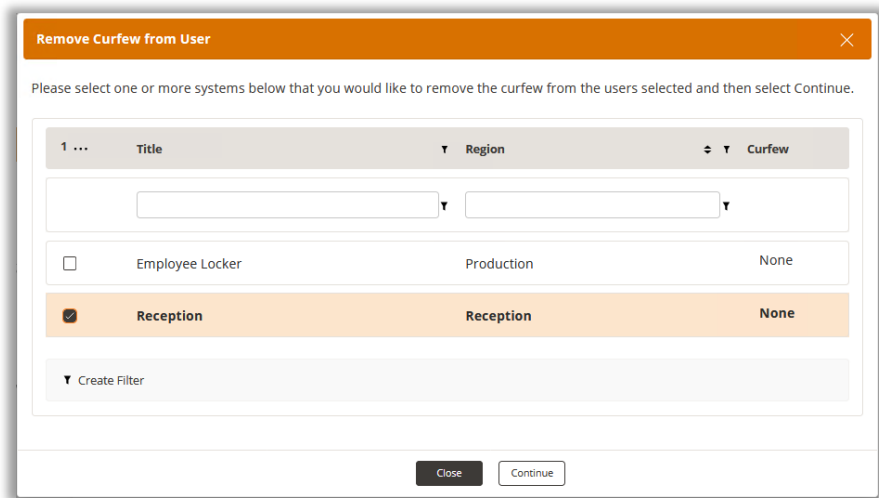 Remove Curfew from User
Please select one or more systems below that you would like to remove the curfew from the users selected and then select Continue.
1 ... Title Region Curfew
Employee Locker Production None
Reception Reception None
Create Filter
Close Continue